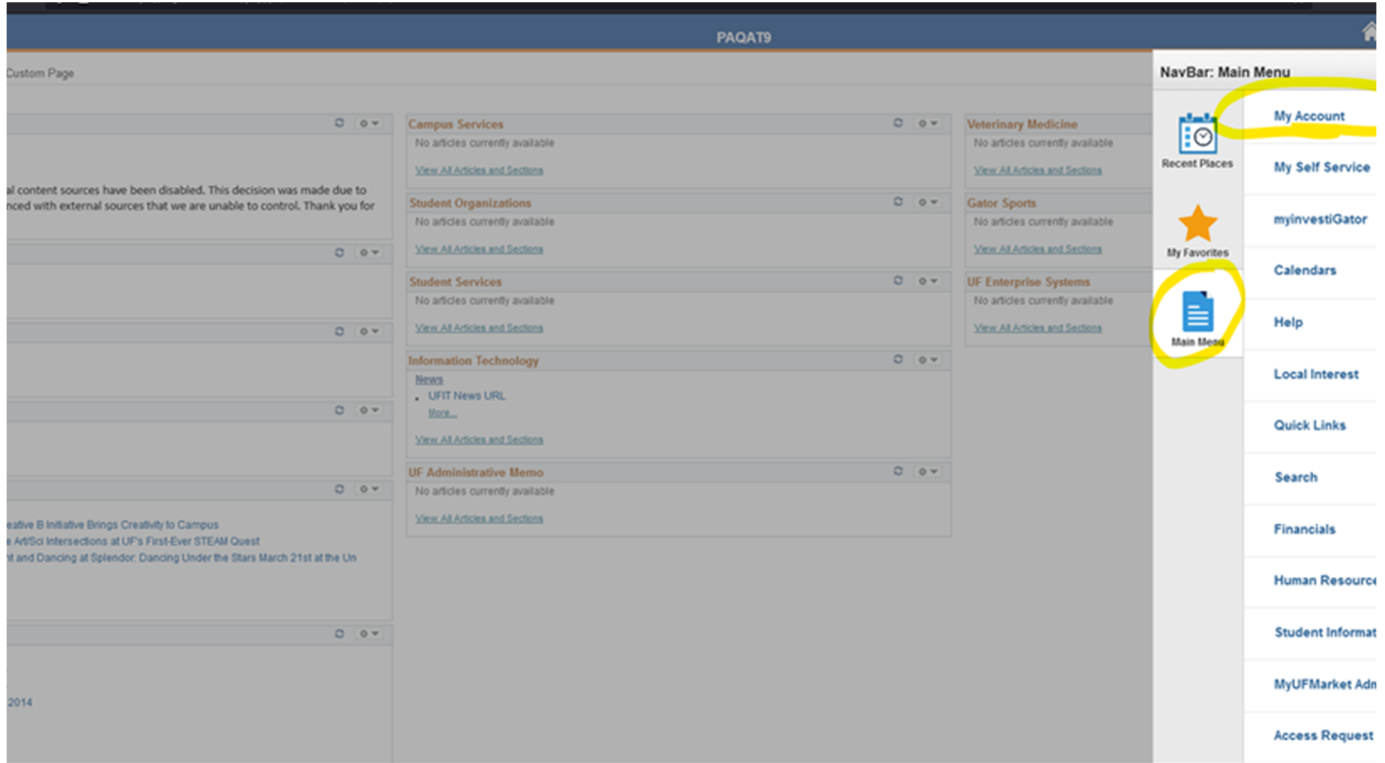 PAQAT9
Custom Page
al content sources have been disabled. This decision was made due to
nced with external sources that we are unable to control. Thank you for
eative B Initiative Brings Creativity to Campus
e Art/Sci Intersections at UF's First-Ever STEAM Quest
nt and Dancing at Splendor: Dancing Under the Stars March 21st at the Un
2014
Campus Services
No articles currently available
View All Articles and Sections
Student Organizations
No articles currently available
View All Articles and Sections
Student Services
No articles currently available
View All Articles and Sections
Information Technology
News
UFIT News URL
More...
View All Articles and Sections
UF Administrative Memo
No articles currently available
View All Articles and Sections
Veterinary Medicine
No articles currently available
View All Articles and Sections
Gator Sports
No articles currently available
View All Articles and Sections
UF Enterprise Systems
No articles currently available
View All Articles and Sections
NavBar: Main Menu
Recent Places
My Favorites
Main Menu
My Account
My Self Service
myinvestiGator
Calendars
Help
Local Interest
Quick Links
Search
Financials
Human Resource
Student Informat
MyUFMarket Adm
Access Request